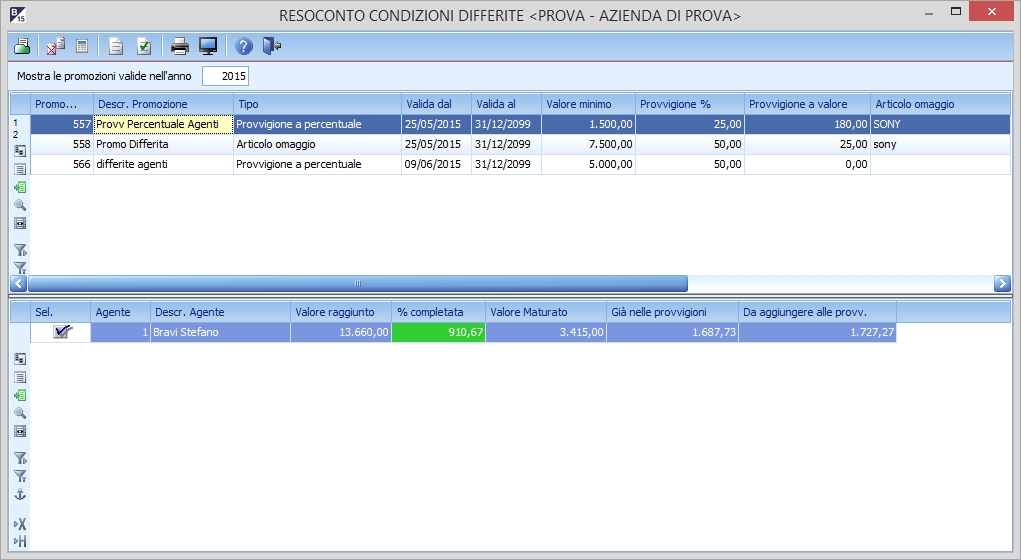 B
15
RESOCONTO CONDIZIONI DIFFERITE <PROVA - AZIENDA DI PROVA>
Mostra le promozioni valide nell'anno 2015
Promo... Descr. Promozione Tipo Valida dal Valida al Valore minimo Provvigione % Provvigione a valore Articolo omaggio
1
2
557 Provv Percentuale Agenti Provvigione a percentuale 25/05/2015 31/12/2099 1.500,00 25,00 180,00 SONY
558 Promo Differita Articolo omaggio 25/05/2015 31/12/2099 7.500,00 50,00 25,00 sony
566 differite agenti Provvigione a percentuale 09/06/2015 31/12/2099 5.000,00 50,00 0,00
Sel. Agente Descr. Agente Valore raggiunto % completata Valore Maturato Già nelle provvigioni Da aggiungere alle provv.
1 Bravi Stefano 13.660,00 910,67 3.415,00 1.687,73 1.727,27